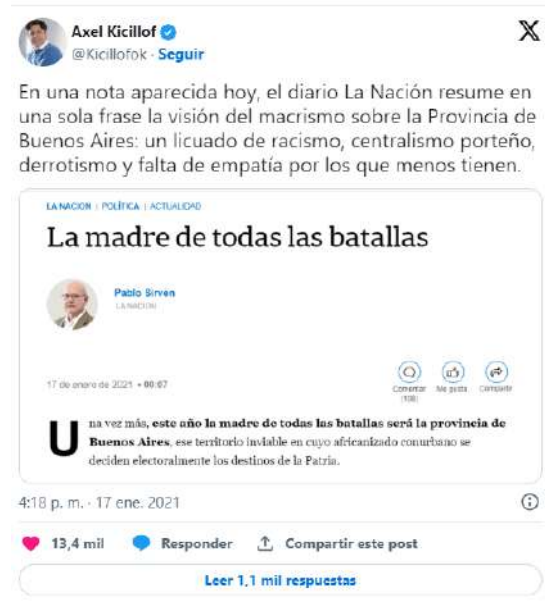 Axel Kicillof
@Kicillofok · Seguir
En una nota aparecida hoy, el diario La Nación resume en
una sola frase la visión del macrismo sobre la Provincia de
Buenos Aires: un licuado de racismo, centralismo porteño,
derrotismo y falta de empatía por los que menos tienen.
LA NACION | POLÍTICA | ACTUALIDAD
La madre de todas las batallas
Pablo Sirven
LA NACION
17 de enero de 2021 • 00:07
Comentar Me gusta Compartir
(108)
Una vez más, este año la madre de todas las batallas será la provincia de
Buenos Aires, ese territorio inviable en cuyo africanizado conurbano se
deciden electoralmente los destinos de la Patria.
4:18 p. m. · 17 ene. 2021
13,4 mil Responder Compartir este post
Leer 1,1 mil respuestas